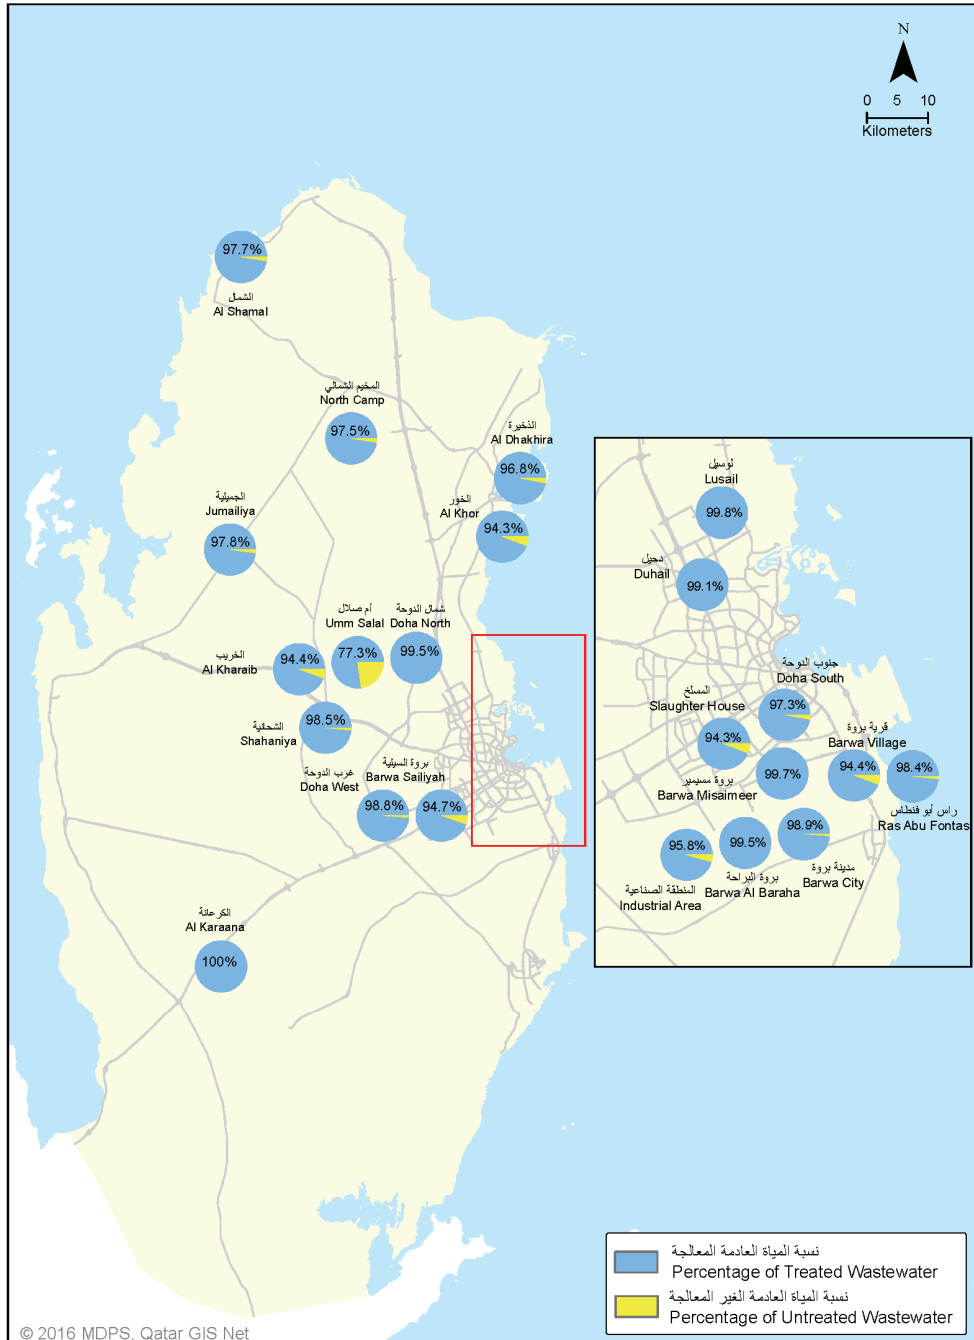 N
0 5 10
Kilometers
97.7%
الشمال
Al Shamal
المخيم الشمالي
North Camp
97.5%
الذخيرة
Al Dhakhira
96.8%
الخور
Al Khor
94.3%
الجميلية
Jumailiya
97.8%
أم صلال
Umm Salal
77.3%
شمال الدوحة
Doha North
99.5%
الخريب
Al Kharaib
94.4%
الشحانية
Shahaniya
98.5%
غرب الدوحة
Doha West
98.8%
بروة السيلية
Barwa Sailiyah
94.7%
الكرعانة
Al Karaana
100%
لوسيل
Lusail
99.8%
دحيل
Duhail
99.1%
جنوب الدوحة
Doha South
97.3%
المسلخ
Slaughter House
94.3%
قرية بروة
Barwa Village
94.4%
98.4%
راس أبو فنطاس
Ras Abu Fontas
99.7%
بروة مسيمير
Barwa Misaimeer
95.8%
المنطقة الصناعية
Industrial Area
99.5%
بروة البراحة
Barwa Al Baraha
98.9%
مدينة بروة
Barwa City
نسبة المياة العادمة المعالجة
Percentage of Treated Wastewater
نسبة المياة العادمة الغير المعالجة
Percentage of Untreated Wastewater
© 2016 MDPS. Qatar GIS Net